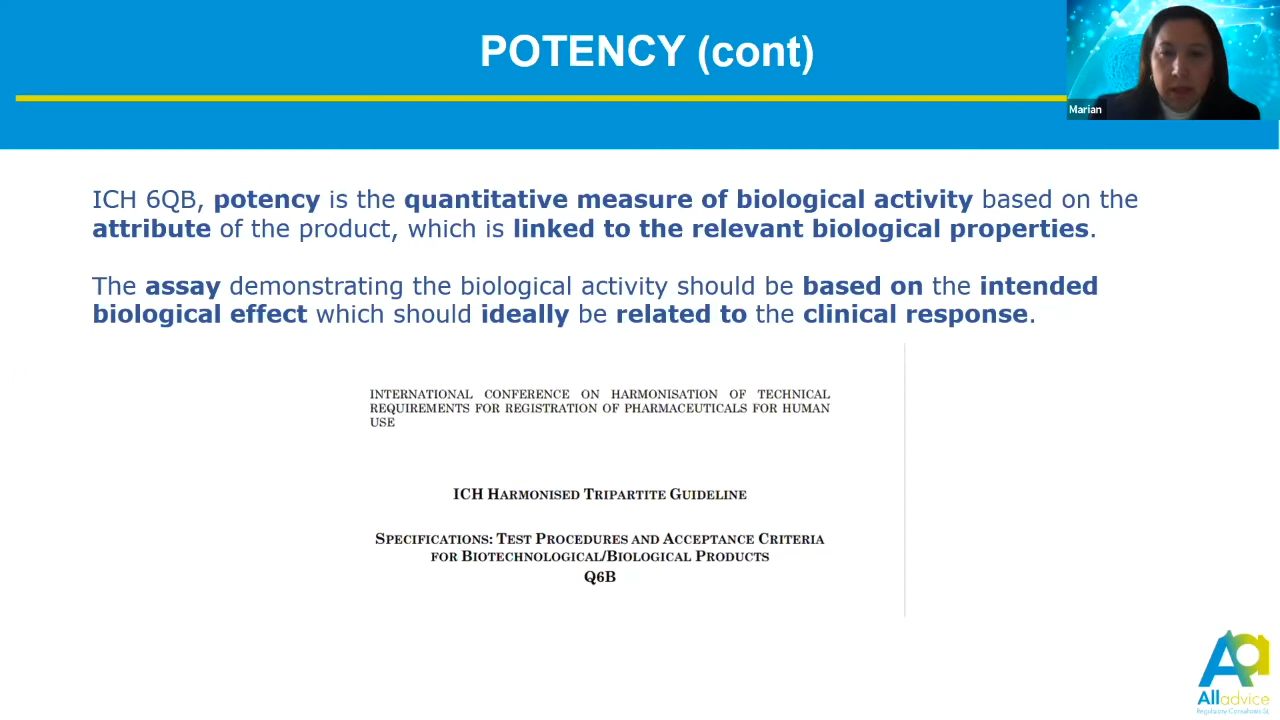 POTENCY (cont)
Marian
ICH 6QB, potency is the quantitative measure of biological activity based on the
attribute of the product, which is linked to the relevant biological properties.
The assay demonstrating the biological activity should be based on the intended
biological effect which should ideally be related to the clinical response.
INTERNATIONAL CONFERENCE ON HARMONISATION OF TECHNICAL
REQUIREMENTS FOR REGISTRATION OF PHARMACEUTICALS FOR HUMAN
USE
ICH HARMONISED TRIPARTITE GUIDELINE
SPECIFICATIONS: TEST PROCEDURES AND ACCEPTANCE CRITERIA
FOR BIOTECHNOLOGICAL/BIOLOGICAL PRODUCTS
Q6B
Alladvice
Regulatory Consultants SL